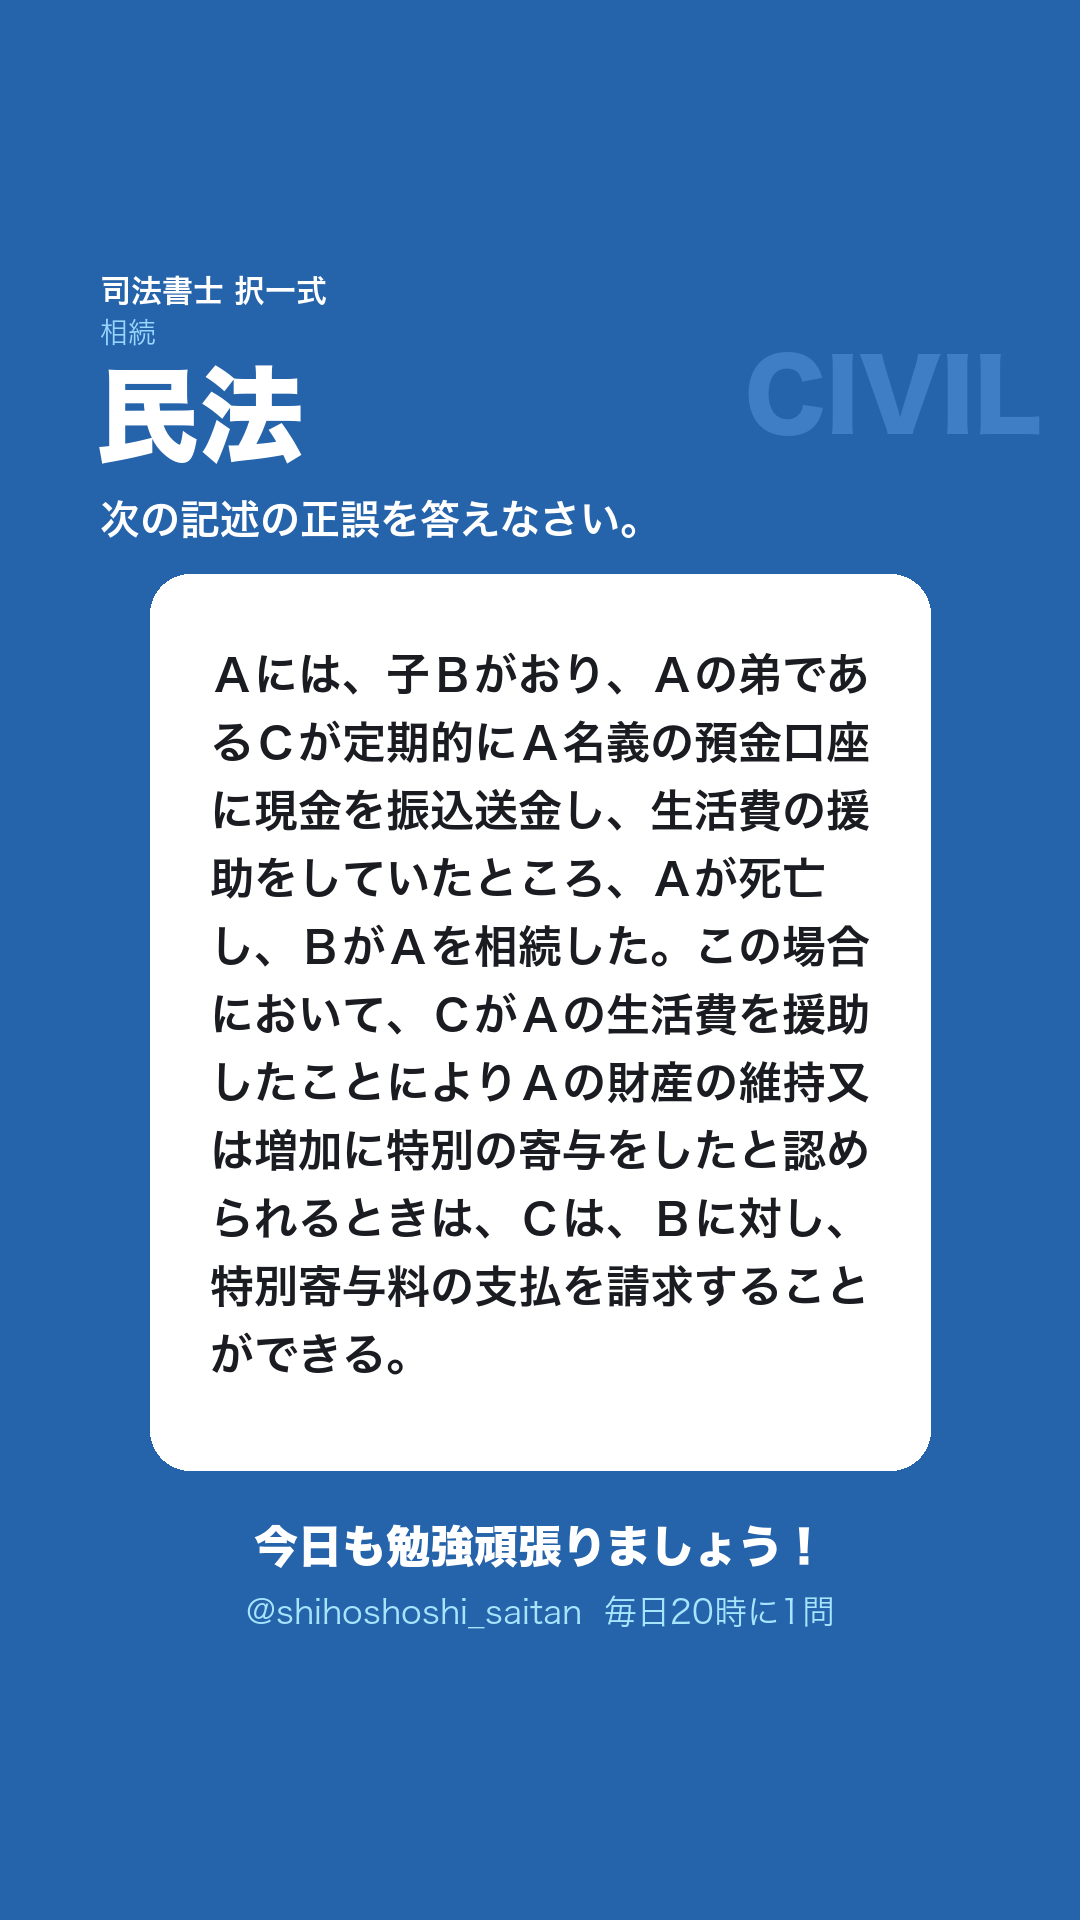 司法書士 択一式
相続
民法
CIVIL
次の記述の正誤を答えなさい。
Ａには、子Ｂがおり、Ａの弟であ
るＣが定期的にＡ名義の預金口座
に現金を振込送金し、生活費の援
助をしていたところ、Ａが死亡
し、ＢがＡを相続した。この場合
において、ＣがＡの生活費を援助
したことによりＡの財産の維持又
は増加に特別の寄与をしたと認め
られるときは、Ｃは、Ｂに対し、
特別寄与料の支払を請求すること
ができる。
今日も勉強頑張りましょう！
@shihoshoshi_saitan 毎日20時に1問